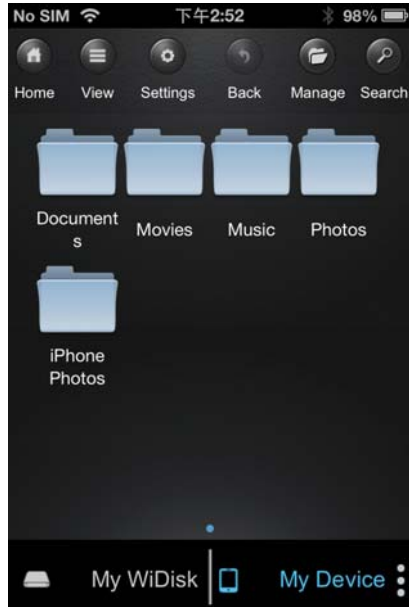 No SIM 下午2:52 98%
Home View Settings Back Manage Search
Document
s Movies Music Photos
iPhone
Photos
My WiDisk My Device